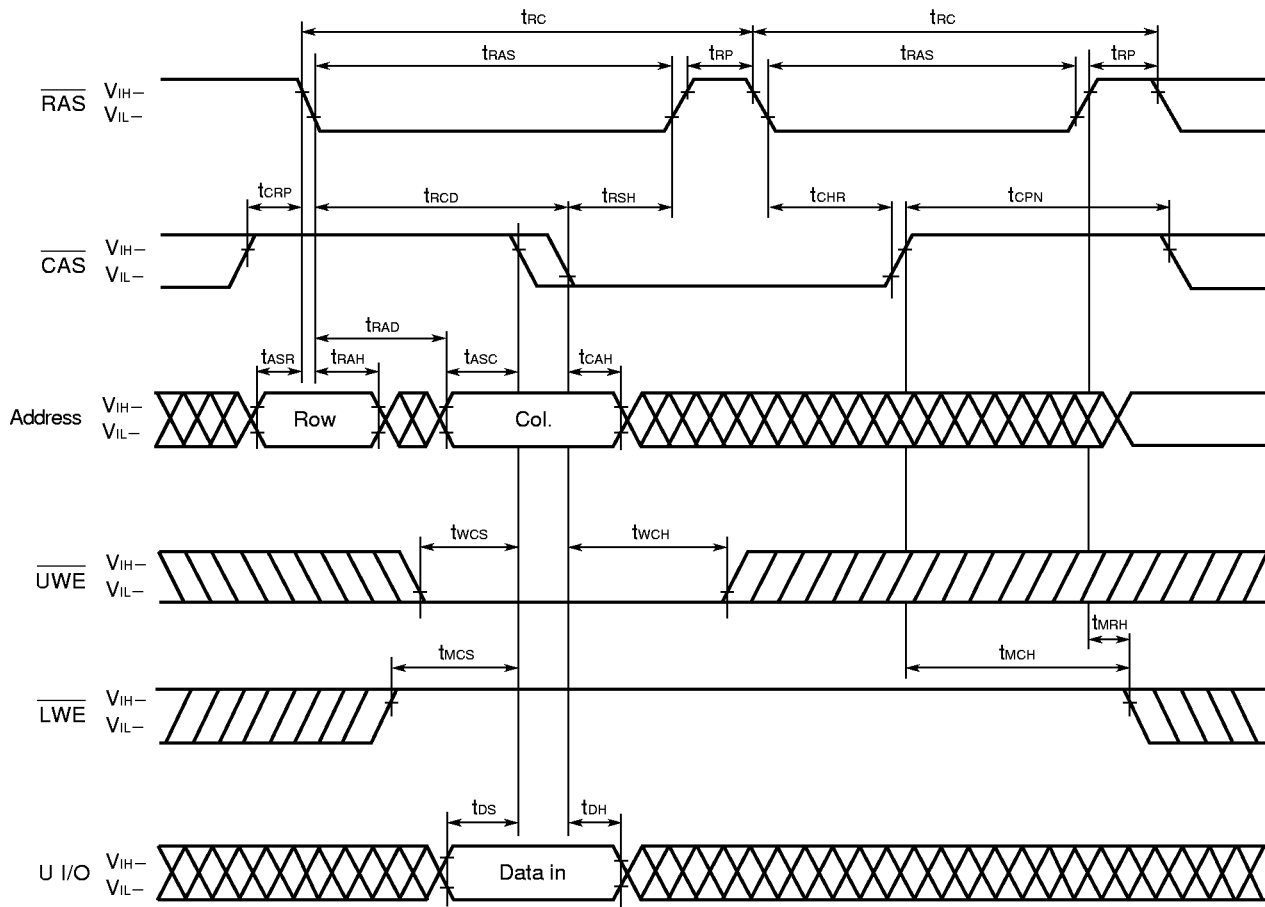 tRC tRC
tRAS tRP tRAS tRP
RAS VIH–
VIL–
tCRP tRCD tRSH tCHR tCPN
CAS VIH–
VIL–
tRAD
tASR tRAH tASC tCAH
Address VIH–
VIL–
Row Col.
tWCS tWCH
UWE VIH–
VIL–
tMRH
tMCS tMCH
LWE VIH–
VIL–
tDS tDH
U I/O VIH–
VIL–
Data in